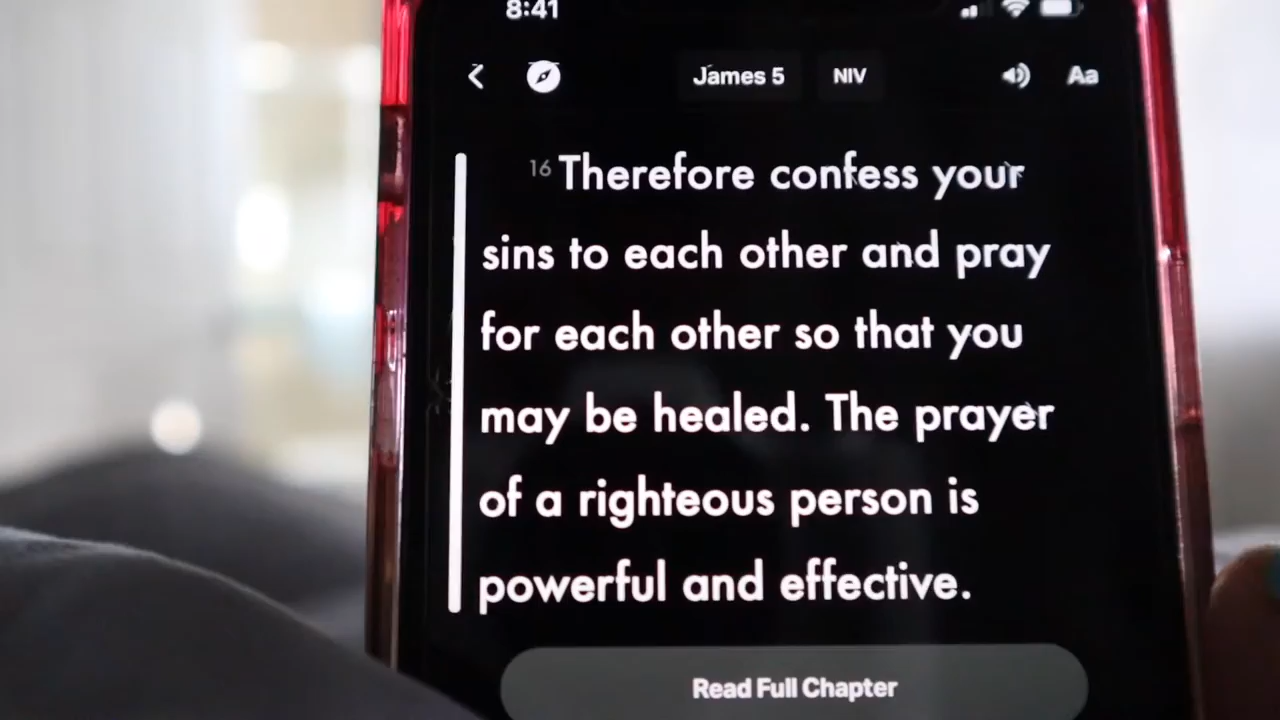 8:41
James 5 NIV Aa
16 Therefore confess your
sins to each other and pray
for each other so that you
may be healed. The prayer
of a righteous person is
powerful and effective.
Read Full Chapter